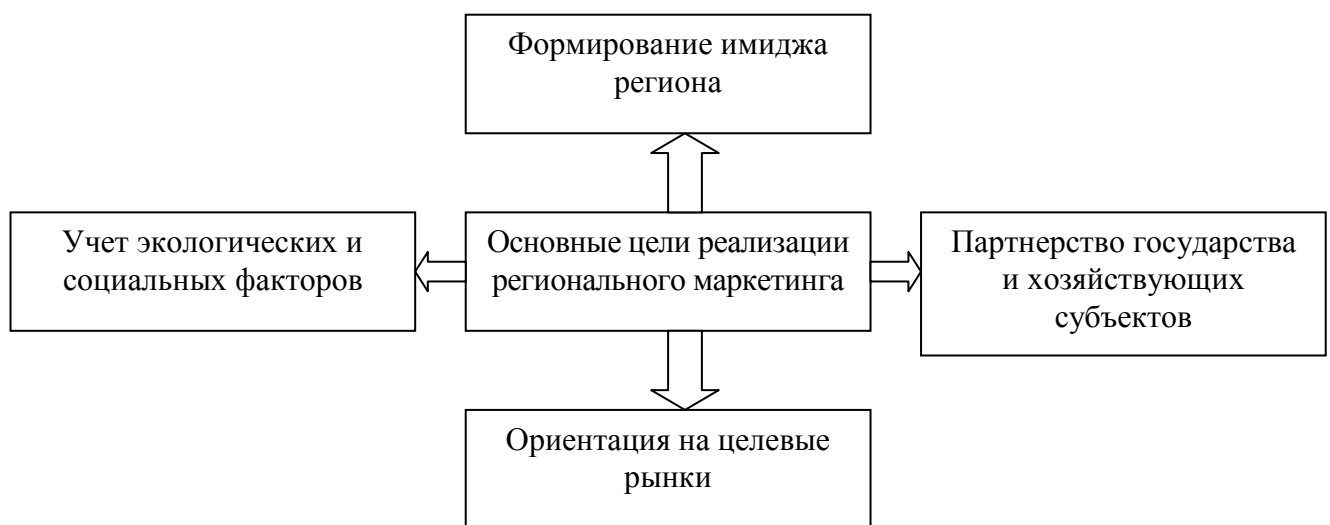 Формирование имиджа
региона
Учет экологических и
социальных факторов
Основные цели реализации
регионального маркетинга
Партнерство государства
и хозяйствующих
субъектов
Ориентация на целевые
рынки